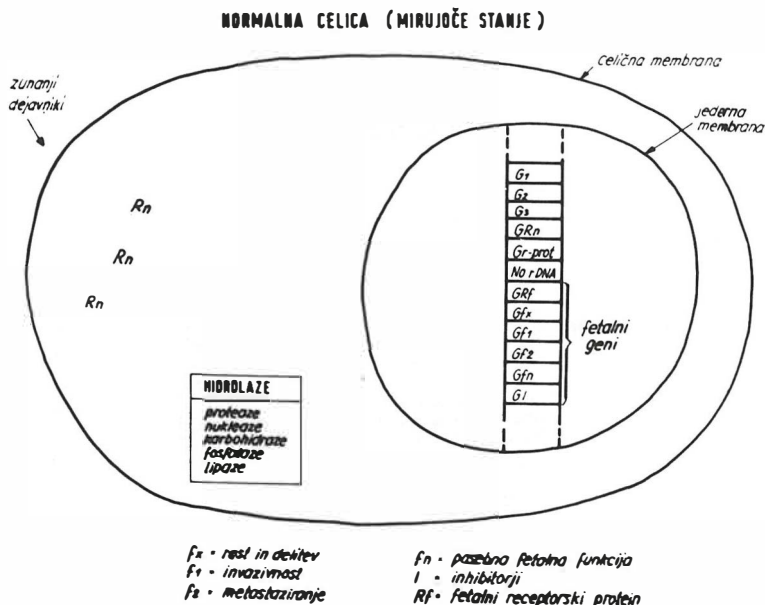 NORMALNA CELICA (MIRUJOČE STANJE)
celična membrana
zunanji
dejavniki
jederna
membrana
G1
G2
G3
GRn
Gr-prot
No rDNA
GRf
Gfx
Gf1
Gf2
Gfn
GI
fetalni
geni
Rn
Rn
Rn
HIDROLAZE
proteaze
nukleaze
karbohidraze
fosfataze
lipaze
fx = rast in delitev
f1 = invazivnost
f2 = metastaziranje
fn = posebna fetalna funkcija
I = inhibitorji
Rf = fetalni receptorski protein